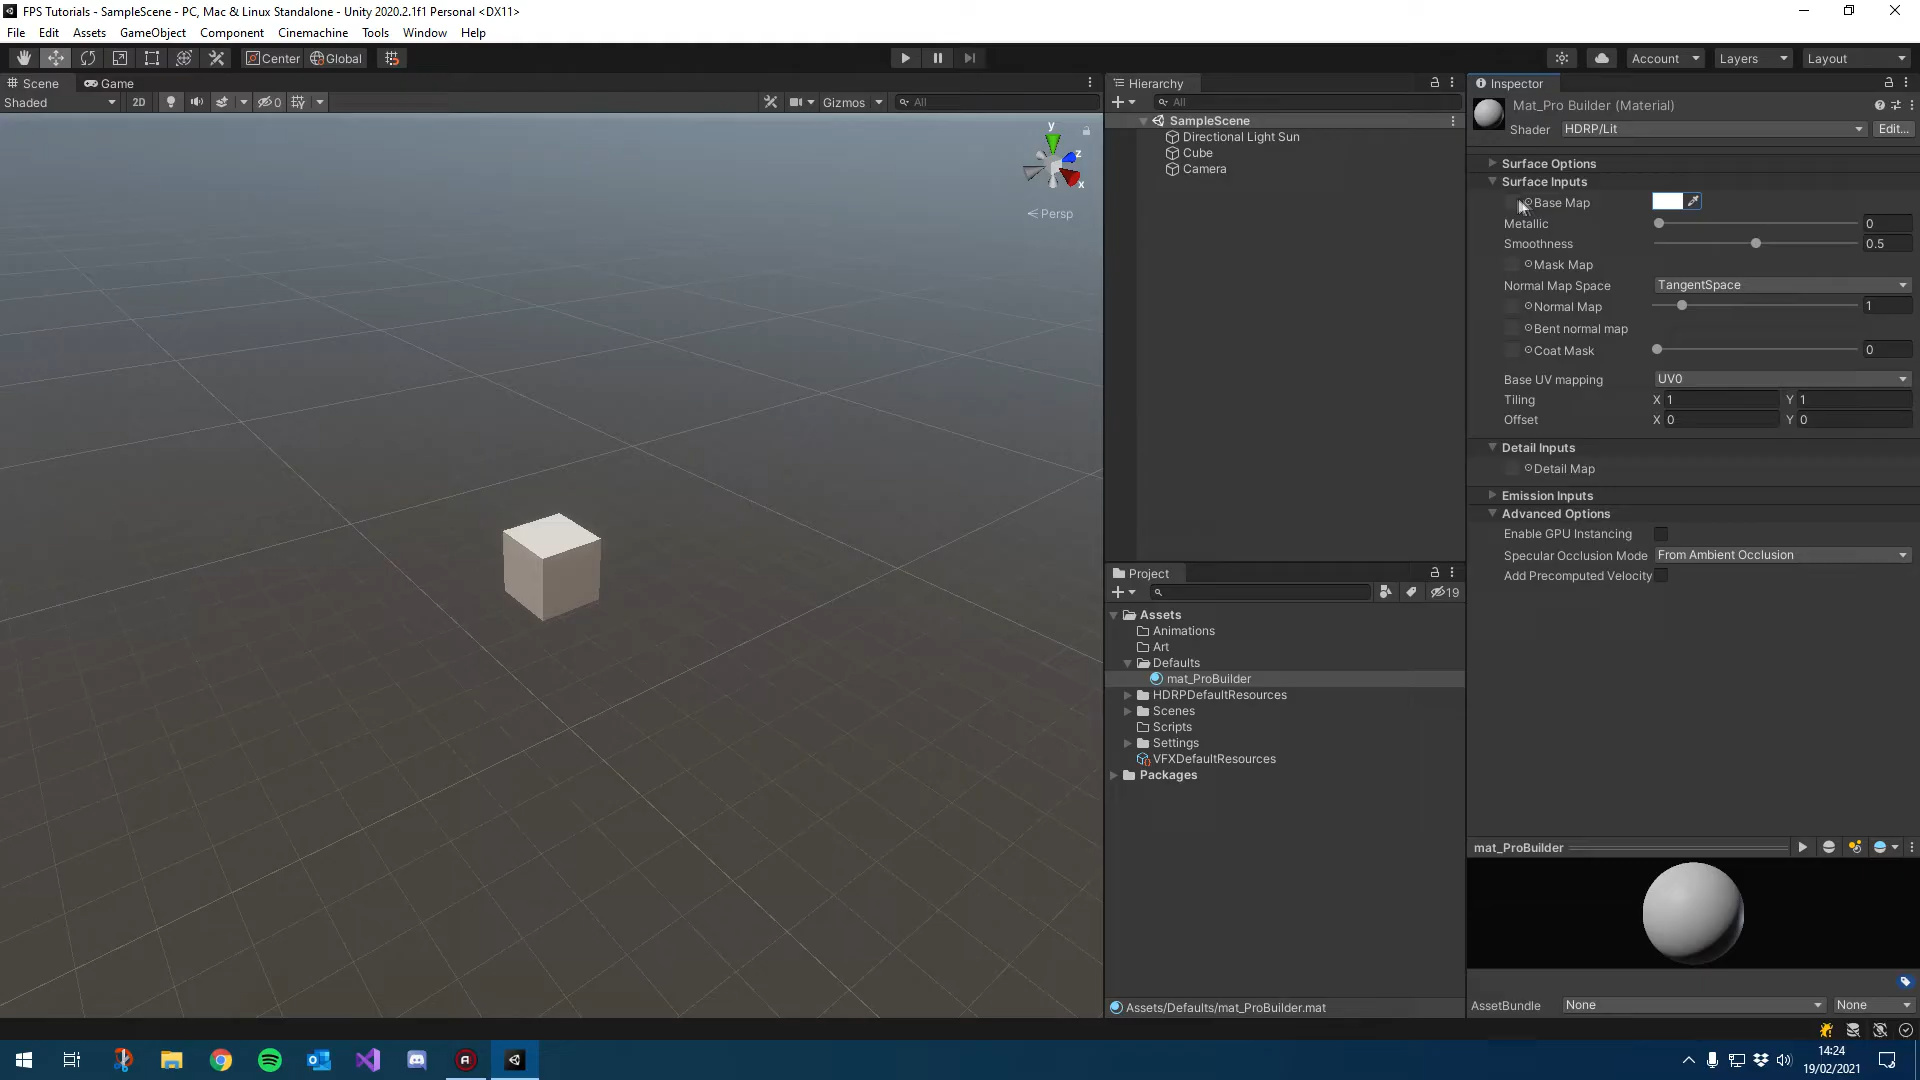 FPS Tutorials - SampleScene - PC, Mac & Linux Standalone - Unity 2020.2.1f1 Personal <DX11>
File Edit Assets GameObject Component Cinemachine Tools Window Help
Center Global Account Layers Layout
Scene Game
Shaded 2D 0 Gizmos All
y
z
x
Persp
Hierarchy
All
SampleScene
Directional Light Sun
Cube
Camera
Project
19
Assets
Animations
Art
Defaults
mat_ProBuilder
HDRPDefaultResources
Scenes
Scripts
Settings
VFXDefaultResources
Packages
Assets/Defaults/mat_ProBuilder.mat
Inspector
Mat_Pro Builder (Material)
Shader HDRP/Lit Edit...
Surface Options
Surface Inputs
Base Map
Metallic 0
Smoothness 0.5
Mask Map
Normal Map Space TangentSpace
Normal Map 1
Bent normal map
Coat Mask 0
Base UV mapping UV0
Tiling X 1 Y 1
Offset X 0 Y 0
Detail Inputs
Detail Map
Emission Inputs
Advanced Options
Enable GPU Instancing
Specular Occlusion Mode From Ambient Occlusion
Add Precomputed Velocity
mat_ProBuilder
AssetBundle None None
14:24
19/02/2021